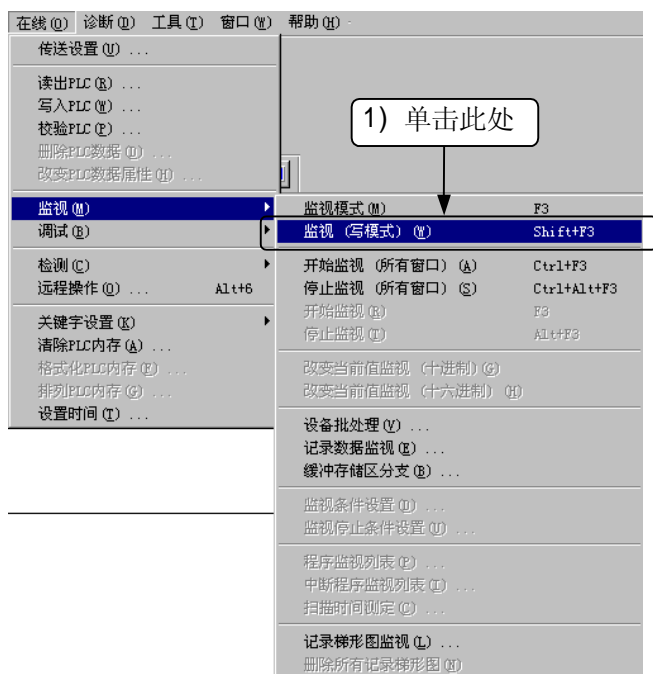 在线(O) 诊断(D) 工具(T) 窗口(W) 帮助(H)
传送设置(U) ...
读出PLC(R) ...
写入PLC(W) ...
校验PLC(P) ...
删除PLC数据(D) ...
改变PLC数据属性(H) ...
监视(M)
调试(B)
检测(C)
远程操作(O) ... Alt+6
关键字设置(K)
清除PLC内存(A) ...
格式化PLC内存(F) ...
排列PLC内存(G) ...
设置时间(T) ...
1) 单击此处
监视模式(M) F3
监视 (写模式) (W) Shift+F3
开始监视 (所有窗口) (A) Ctrl+F3
停止监视 (所有窗口) (S) Ctrl+Alt+F3
开始监视(R) F3
停止监视(T) Alt+F3
改变当前值监视 (十进制)(G)
改变当前值监视 (十六进制) (H)
设备批处理(V) ...
记录数据监视(E) ...
缓冲存储区分支(B) ...
监视条件设置(D) ...
监视停止条件设置(U) ...
程序监视列表(P) ...
中断程序监视列表(I) ...
扫描时间测定(C) ...
记录梯形图监视(L) ...
删除所有记录梯形图(N)